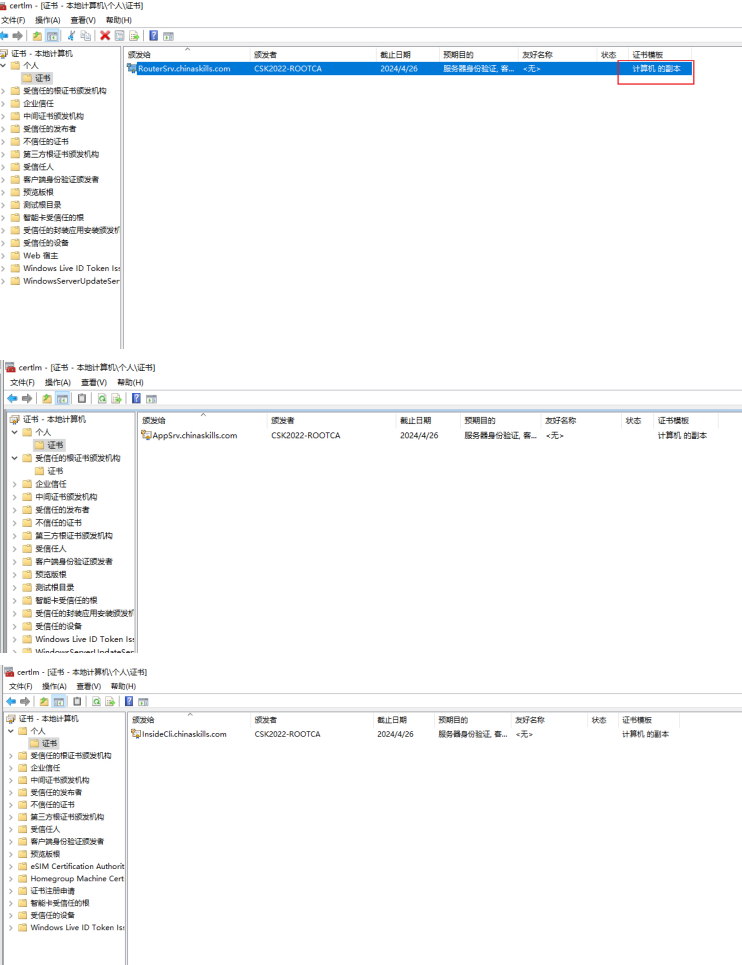 certlm - [证书 - 本地计算机\个人\证书]
文件(F) 操作(A) 查看(V) 帮助(H)
证书 - 本地计算机
个人
证书
受信任的根证书颁发机构
企业信任
中间证书颁发机构
受信任的发布者
不信任的证书
第三方根证书颁发机构
受信任人
客户端身份验证颁发者
预览版根
测试根目录
智能卡受信任的根
受信任的封装应用安装颁发机
受信任的设备
Web 宿主
Windows Live ID Token Iss
WindowsServerUpdateSer
颁发给 颁发者 截止日期 预期目的 友好名称 状态 证书模板
RouterSrv.chinaskills.com CSK2022-ROOTCA 2024/4/26 服务器身份验证, 客... <无> 计算机 的副本
certlm - [证书 - 本地计算机\个人\证书]
文件(F) 操作(A) 查看(V) 帮助(H)
证书 - 本地计算机
个人
证书
受信任的根证书颁发机构
证书
企业信任
中间证书颁发机构
受信任的发布者
不信任的证书
第三方根证书颁发机构
受信任人
客户端身份验证颁发者
预览版根
测试根目录
智能卡受信任的根
受信任的封装应用安装颁发机
受信任的设备
Windows Live ID Token Iss
WindowsServerUpdateSer
颁发给 颁发者 截止日期 预期目的 友好名称 状态 证书模板
AppSrv.chinaskills.com CSK2022-ROOTCA 2024/4/26 服务器身份验证, 客... <无> 计算机 的副本
certlm - [证书 - 本地计算机\个人\证书]
文件(F) 操作(A) 查看(V) 帮助(H)
证书 - 本地计算机
个人
证书
受信任的根证书颁发机构
企业信任
中间证书颁发机构
受信任的发布者
不信任的证书
第三方根证书颁发机构
受信任人
客户端身份验证颁发者
预览版根
eSIM Certification Authorit
Homegroup Machine Cert
证书注册申请
智能卡受信任的根
受信任的设备
Windows Live ID Token Iss
颁发给 颁发者 截止日期 预期目的 友好名称 状态 证书模板
InsideCli.chinaskills.com CSK2022-ROOTCA 2024/4/26 服务器身份验证, 客... <无> 计算机 的副本